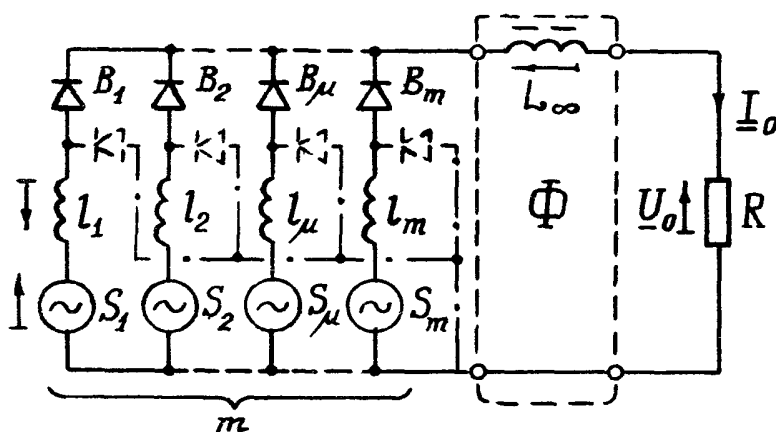 B₁ B₂ Bμ Bm
L∞
I₀
l₁ l₂ lμ lm
Φ
U₀ R
S₁ S₂ Sμ Sm
m